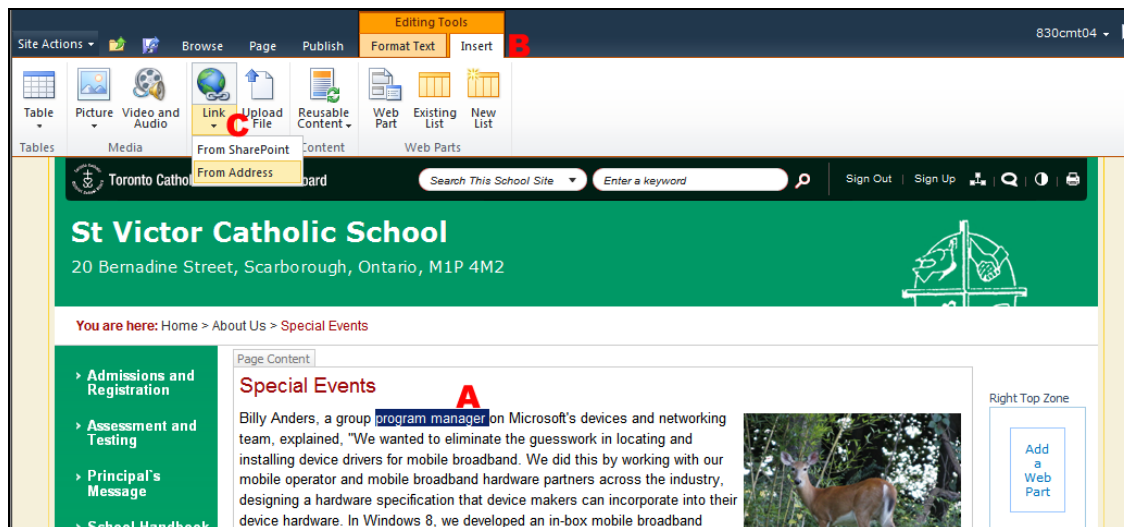 Editing Tools
830cmt04
Site Actions Browse Page Publish Format Text Insert B
Table Picture Video and Audio Link Upload File Reusable Content Web Part Existing List New List
C
Tables Media Content Web Parts
From SharePoint
From Address
Toronto Catho ard Search This School Site Enter a keyword Sign Out | Sign Up
St Victor Catholic School
20 Bernadine Street, Scarborough, Ontario, M1P 4M2
You are here: Home > About Us > Special Events
› Admissions and
Registration
› Assessment and
Testing
› Principal`s
Message
› School Handbook
Page Content
Special Events
A
Billy Anders, a group program manager on Microsoft's devices and networking
team, explained, "We wanted to eliminate the guesswork in locating and
installing device drivers for mobile broadband. We did this by working with our
mobile operator and mobile broadband hardware partners across the industry,
designing a hardware specification that device makers can incorporate into their
device hardware. In Windows 8, we developed an in-box mobile broadband
Right Top Zone
Add
a
Web
Part